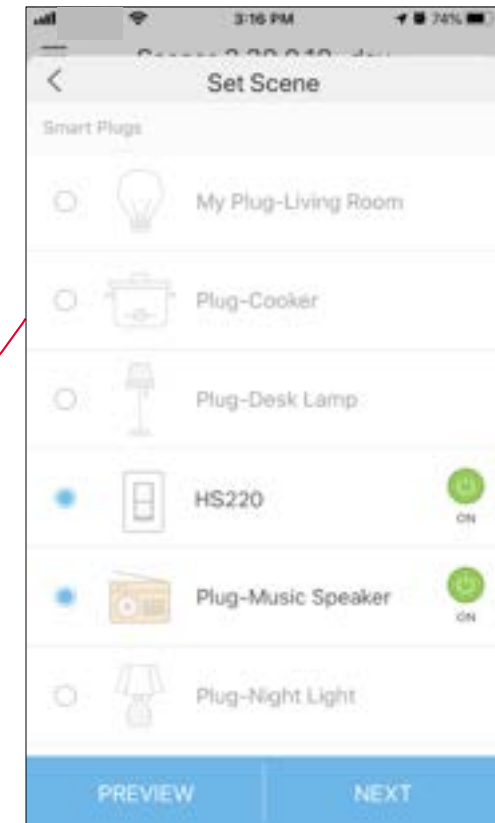 3:16 PM 74%
Set Scene
Smart Plugs
My Plug-Living Room
Plug-Cooker
Plug-Desk Lamp
HS220
ON
Plug-Music Speaker
ON
Plug-Night Light
PREVIEW NEXT